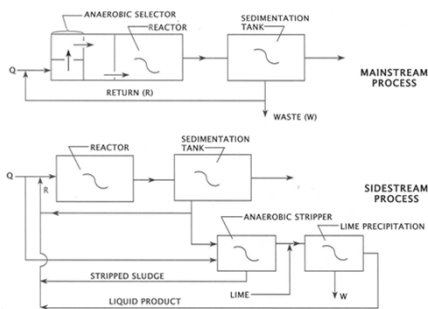 ANAEROBIC SELECTOR
REACTOR
SEDIMENTATION
TANK
Q
MAINSTREAM
PROCESS
RETURN (R)
WASTE (W)
REACTOR
SEDIMENTATION
TANK
Q
R
SIDESTREAM
PROCESS
ANAEROBIC STRIPPER
LIME PRECIPITATION
STRIPPED SLUDGE
LIME
W
LIQUID PRODUCT